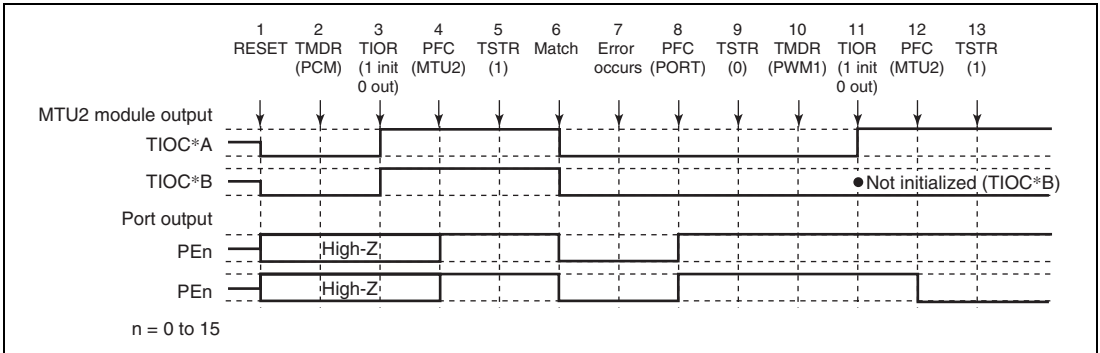 1 2 3 4 5 6 7 8 9 10 11 12 13
RESET TMDR TIOR PFC TSTR Match Error PFC TSTR TMDR TIOR PFC TSTR
(PCM) (1 init (MTU2) (1) occurs (PORT) (0) (PWM1) (1 init (MTU2) (1)
0 out) 0 out)
MTU2 module output
TIOC*A
TIOC*B
Not initialized (TIOC*B)
Port output
PEn
High-Z
PEn
High-Z
n = 0 to 15